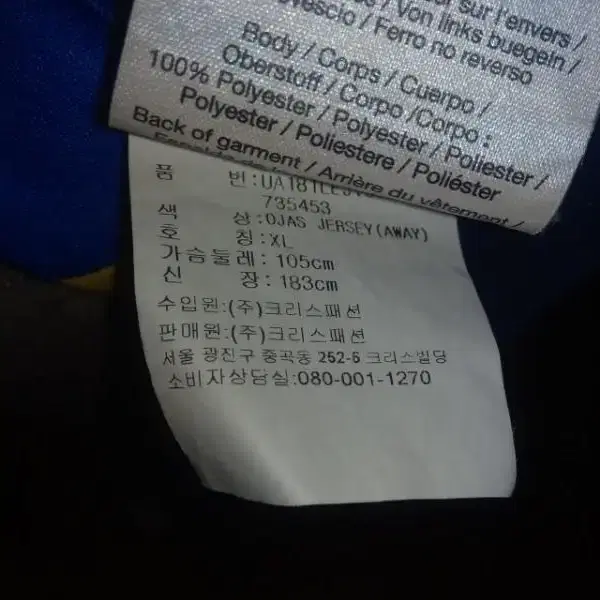 sur l'envers /
/ Von links buegeln /
rovescio / Ferro no reverso
Body / Corps / Cuerpo /
Oberstoff / Corpo /Corpo :
100% Polyester / Polyester / Poliester /
Polyester / Poliestere / Poliéster
Back of garment / Arrière du vêtement /
품 번:
735453
색 상:OJAS JERSEY(AWAY)
호 칭:XL
가슴둘레:105cm
신 장:183cm
수입원:(주)크리스패션
판매원:(주)크리스패션
서울 광진구 중곡동 252-5 크리스빌딩
소비자상담실:080-001-1270